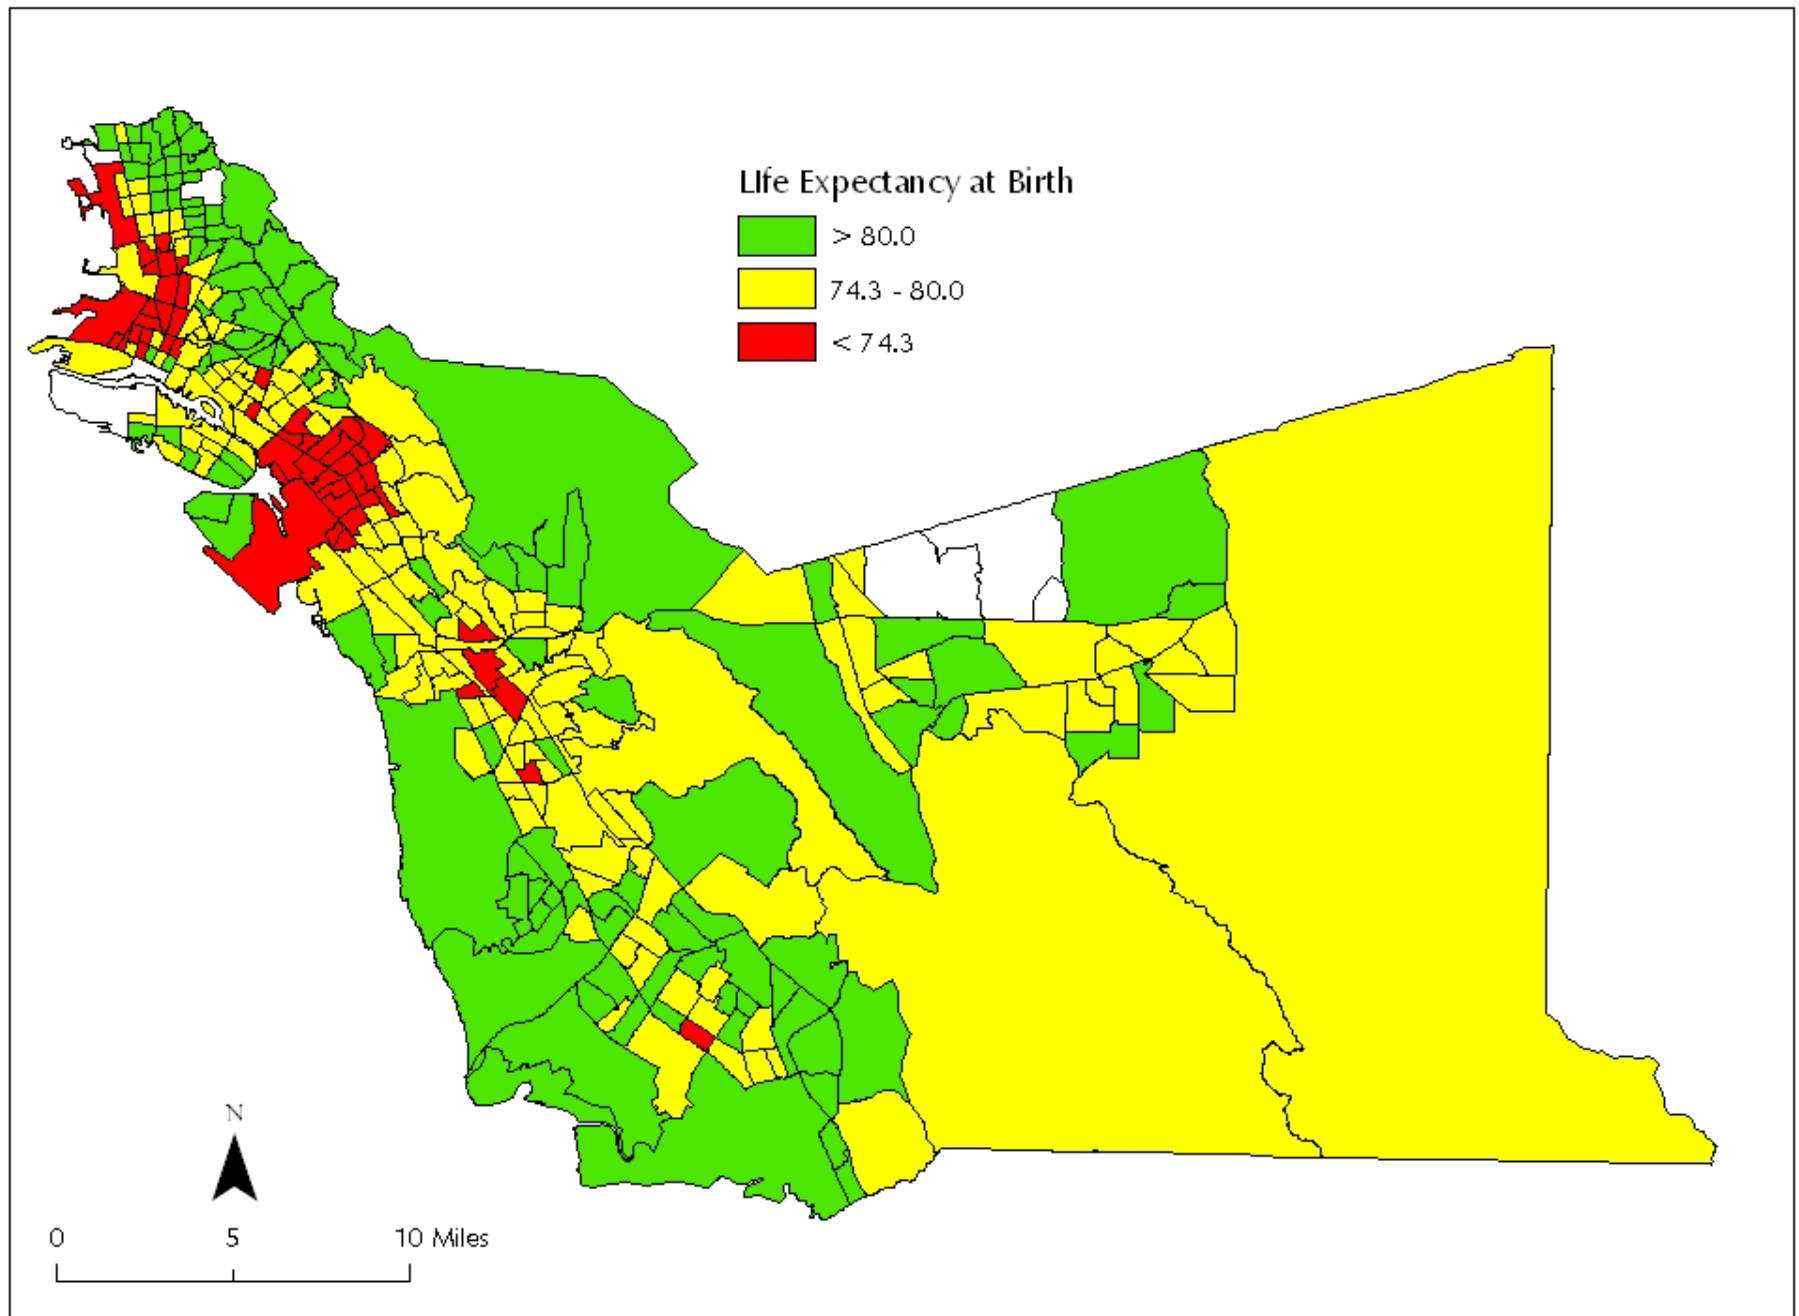 LIfe Expectancy at Birth
> 80.0
74.3 - 80.0
< 74.3
N
0 5 10 Miles